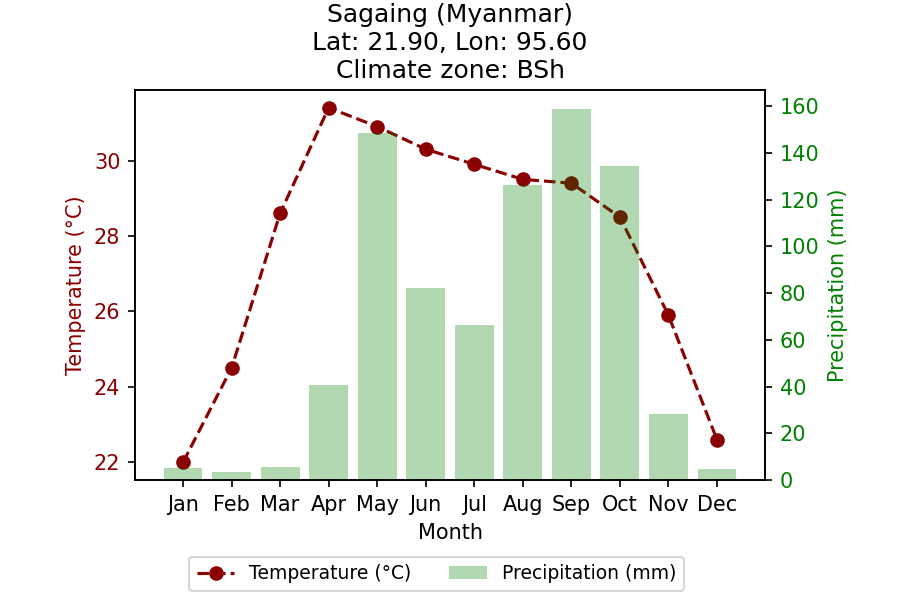 Sagaing (Myanmar)
Lat: 21.90, Lon: 95.60
Climate zone: BSh
Temperature (°C)
30
28
26
24
22
160
140
120
100
80
60
40
20
0
Precipitation (mm)
Jan Feb Mar Apr May Jun Jul Aug Sep Oct Nov Dec
Month
Temperature (°C) Precipitation (mm)